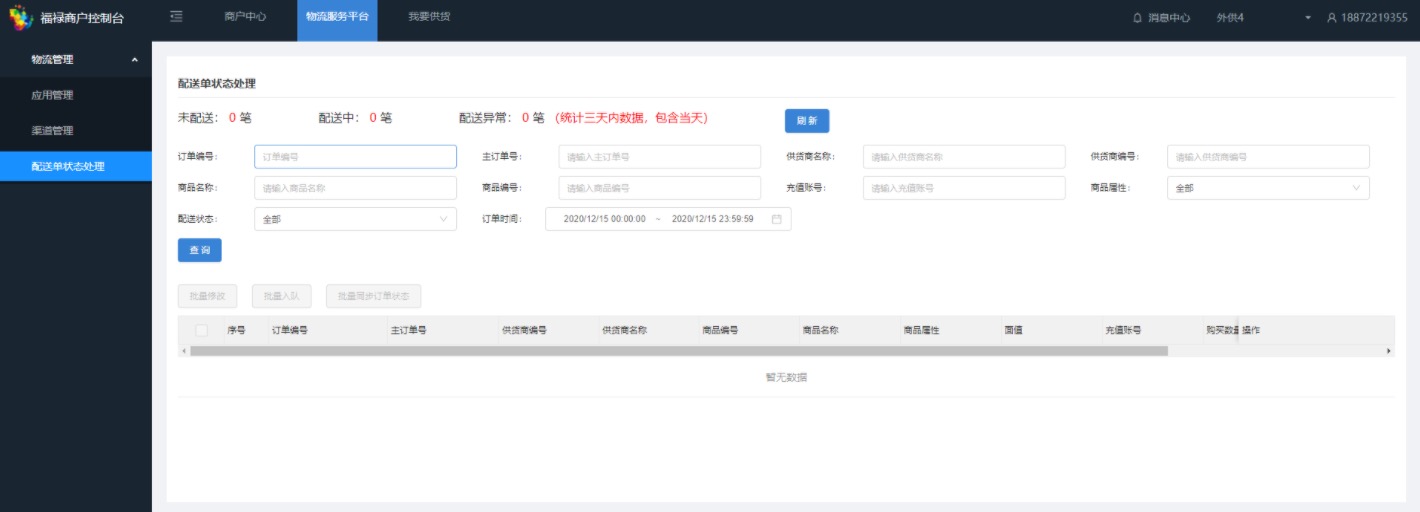 福禄商户控制台
商户中心 物流服务平台 我要供货 消息中心 外供4 18872219355
物流管理
应用管理
渠道管理
配送单状态处理
配送单状态处理
未配送： 0 笔 配送中： 0 笔 配送异常： 0 笔 (统计三天内数据，包含当天) 刷新
订单编号： 订单编号 主订单号： 请输入主订单号 供货商名称： 请输入供货商名称 供货商编号： 请输入供货商编号
商品名称： 请输入商品名称 商品编号： 请输入商品编号 充值账号： 请输入充值账号 商品属性： 全部
配送状态： 全部 订单时间： 2020/12/15 00:00:00 ~ 2020/12/15 23:59:59
查询
批量修改 批量入队 批量同步订单状态
序号 订单编号 主订单号 供货商编号 供货商名称 商品编号 商品名称 商品属性 面值 充值账号 购买数量 操作
暂无数据